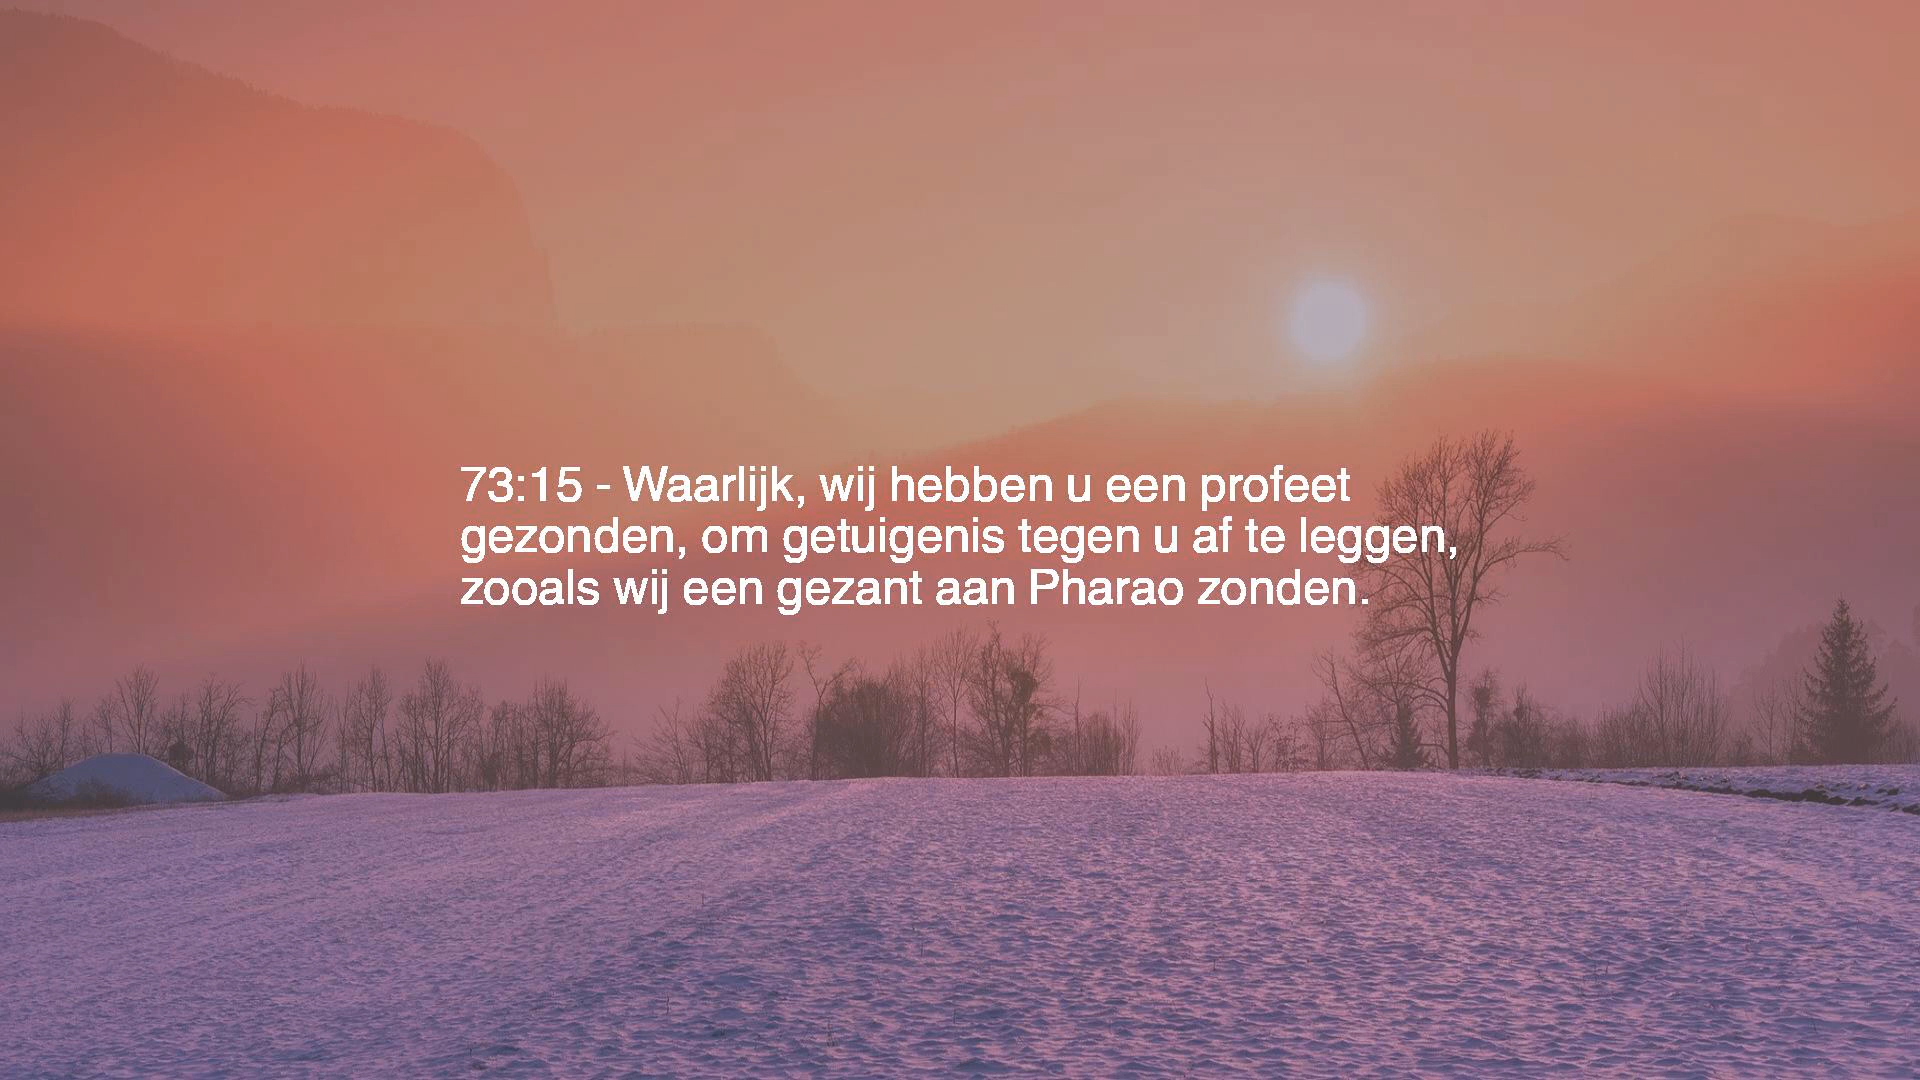 73:15 - Waarlijk, wij hebben u een profeet
gezonden, om getuigenis tegen u af te leggen,
zooals wij een gezant aan Pharao zonden.